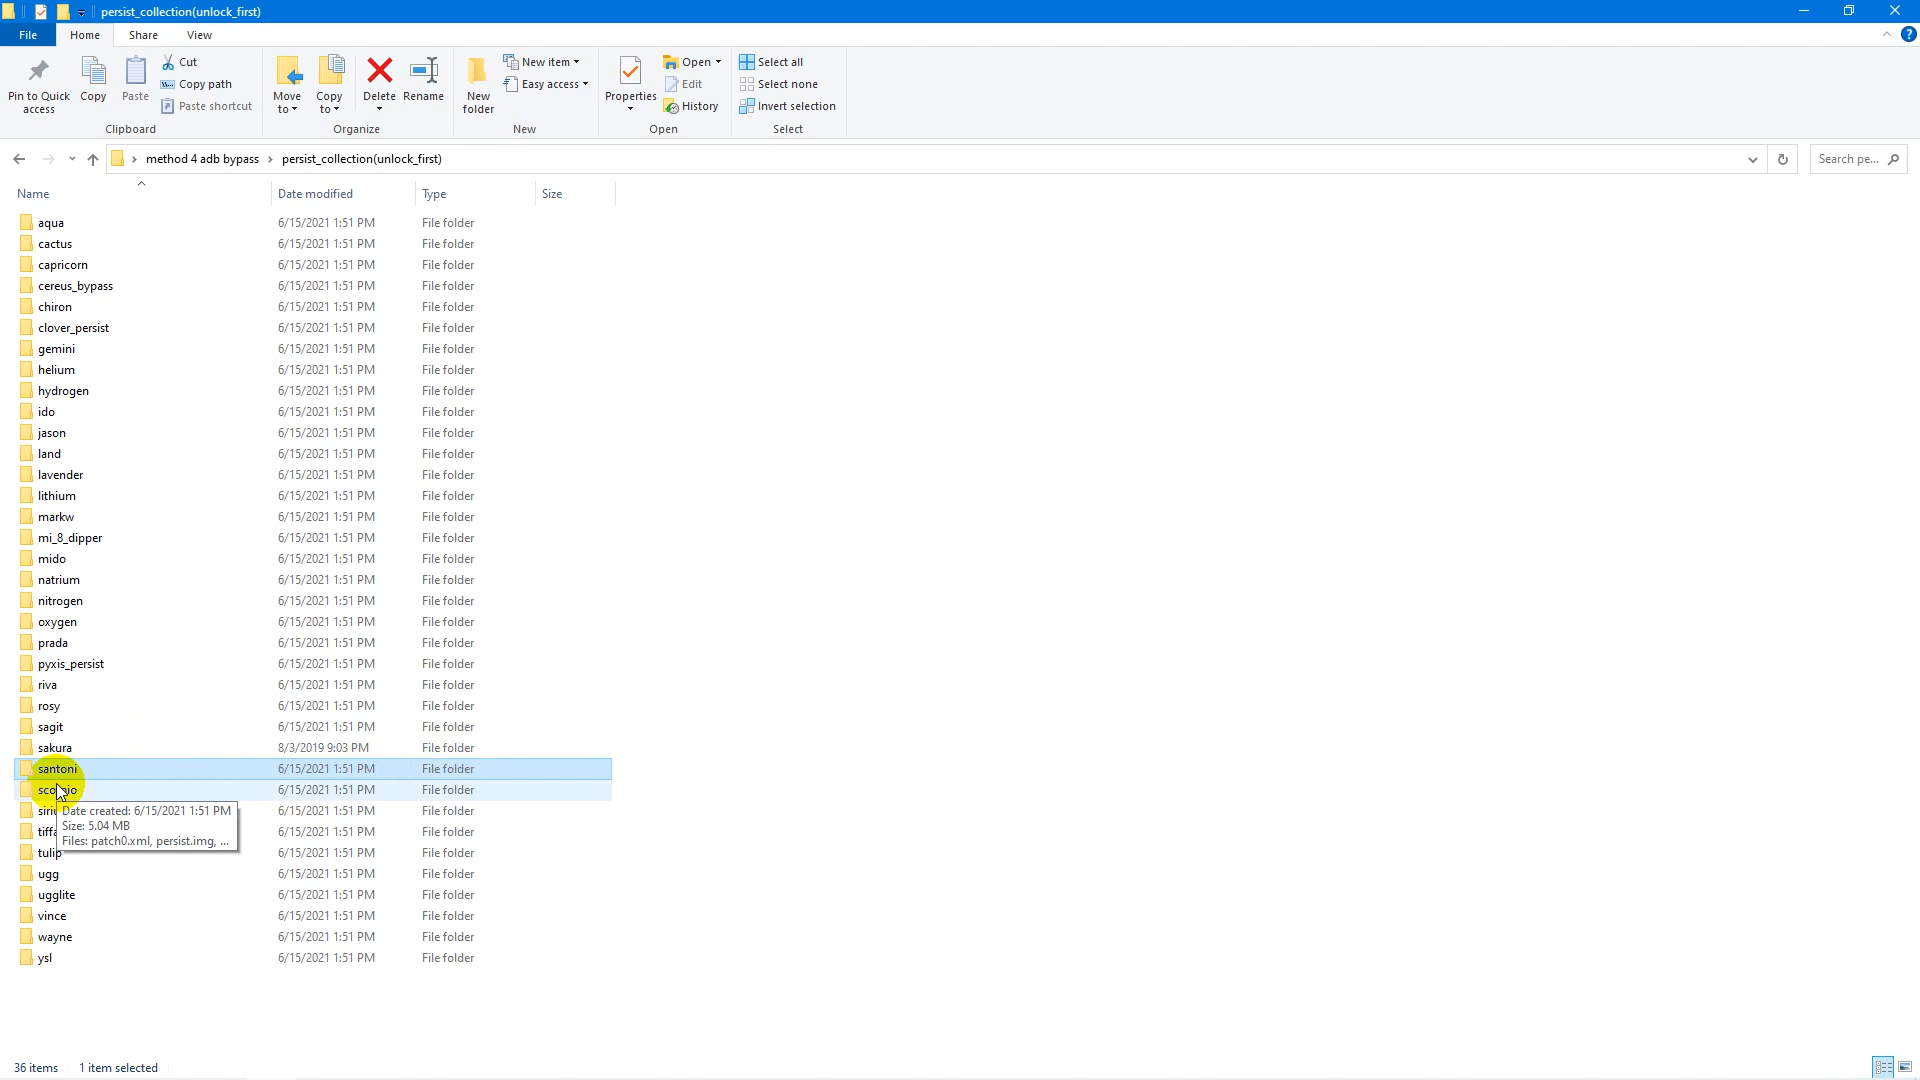 persist_collection(unlock_first)
File Home Share View
Pin to Quick access
Copy
Paste
Cut
Copy path
Paste shortcut
Clipboard
Move to
Copy to
Delete
Rename
Organize
New folder
New item
Easy access
New
Properties
Open
Edit
History
Open
Select all
Select none
Invert selection
Select
method 4 adb bypass > persist_collection(unlock_first)
Search pe...
Name Date modified Type Size
aqua 6/15/2021 1:51 PM File folder
cactus 6/15/2021 1:51 PM File folder
capricorn 6/15/2021 1:51 PM File folder
cereus_bypass 6/15/2021 1:51 PM File folder
chiron 6/15/2021 1:51 PM File folder
clover_persist 6/15/2021 1:51 PM File folder
gemini 6/15/2021 1:51 PM File folder
helium 6/15/2021 1:51 PM File folder
hydrogen 6/15/2021 1:51 PM File folder
ido 6/15/2021 1:51 PM File folder
jason 6/15/2021 1:51 PM File folder
land 6/15/2021 1:51 PM File folder
lavender 6/15/2021 1:51 PM File folder
lithium 6/15/2021 1:51 PM File folder
markw 6/15/2021 1:51 PM File folder
mi_8_dipper 6/15/2021 1:51 PM File folder
mido 6/15/2021 1:51 PM File folder
natrium 6/15/2021 1:51 PM File folder
nitrogen 6/15/2021 1:51 PM File folder
oxygen 6/15/2021 1:51 PM File folder
prada 6/15/2021 1:51 PM File folder
pyxis_persist 6/15/2021 1:51 PM File folder
riva 6/15/2021 1:51 PM File folder
rosy 6/15/2021 1:51 PM File folder
sagit 6/15/2021 1:51 PM File folder
sakura 8/3/2019 9:03 PM File folder
santoni 6/15/2021 1:51 PM File folder
6/15/2021 1:51 PM File folder
6/15/2021 1:51 PM File folder
6/15/2021 1:51 PM File folder
tulip 6/15/2021 1:51 PM File folder
ugg 6/15/2021 1:51 PM File folder
ugglite 6/15/2021 1:51 PM File folder
vince 6/15/2021 1:51 PM File folder
wayne 6/15/2021 1:51 PM File folder
ysl 6/15/2021 1:51 PM File folder
Date created: 6/15/2021 1:51 PM
Size: 5.04 MB
Files: patch0.xml, persist.img, ...
36 items 1 item selected